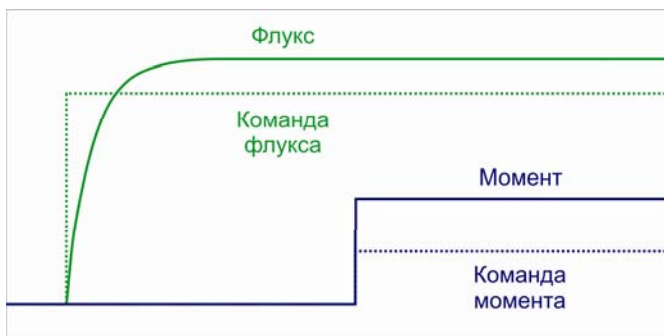 Флукс
Команда
флукса
Момент
Команда
момента